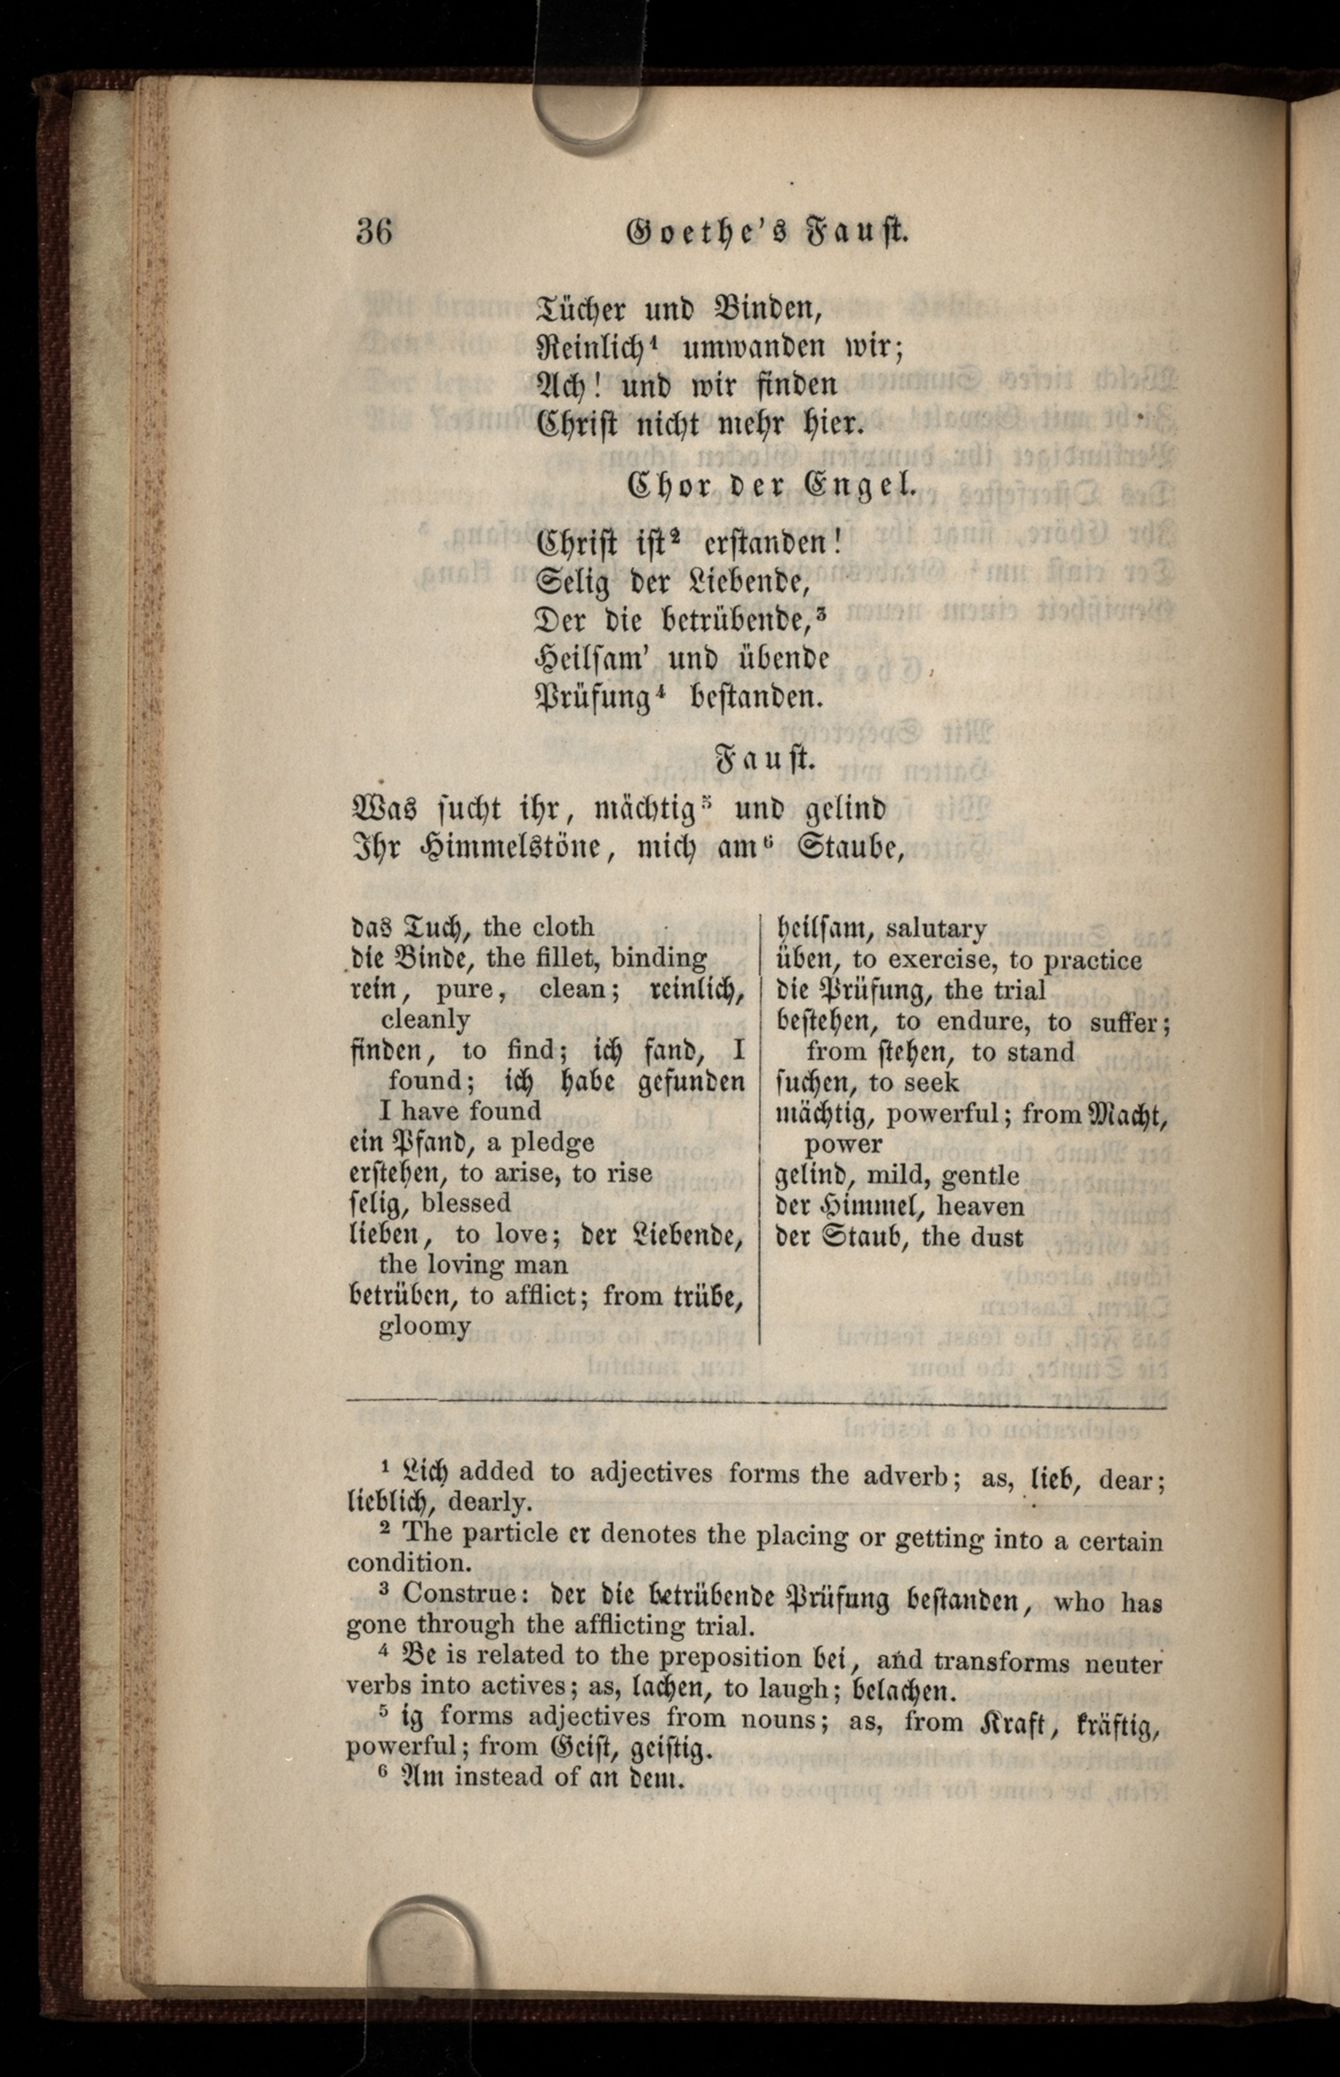 36
Goethe's Faust.
Tücher und Binden,
Reinlich¹ umwanden wir;
Ach! und wir finden
Christ nicht mehr hier.
Chor der Engel.
Christ ist² erstanden!
Selig der Liebende,
Der die betrübende,³
Heilsam' und übende
Prüfung⁴ bestanden.
Faust.
Was sucht ihr, mächtig⁵ und gelind
Ihr Himmelstöne, mich am⁶ Staube,
das Tuch, the cloth
die Binde, the fillet, binding
rein, pure, clean; reinlich,
cleanly
finden, to find; ich fand, I
found; ich habe gefunden
I have found
ein Pfand, a pledge
erstehen, to arise, to rise
selig, blessed
lieben, to love; der Liebende,
the loving man
betrüben, to afflict; from trübe,
gloomy
heilsam, salutary
üben, to exercise, to practice
die Prüfung, the trial
bestehen, to endure, to suffer;
from stehen, to stand
suchen, to seek
mächtig, powerful; from Macht,
power
gelind, mild, gentle
der Himmel, heaven
der Staub, the dust
¹ Lich added to adjectives forms the adverb; as, lieb, dear;
lieblich, dearly.
² The particle er denotes the placing or getting into a certain
condition.
³ Construe: der die betrübende Prüfung bestanden, who has
gone through the afflicting trial.
⁴ Be is related to the preposition bei, and transforms neuter
verbs into actives; as, lachen, to laugh; belachen.
⁵ ig forms adjectives from nouns; as, from Kraft, kräftig,
powerful; from Geist, geistig.
⁶ Am instead of an dem.